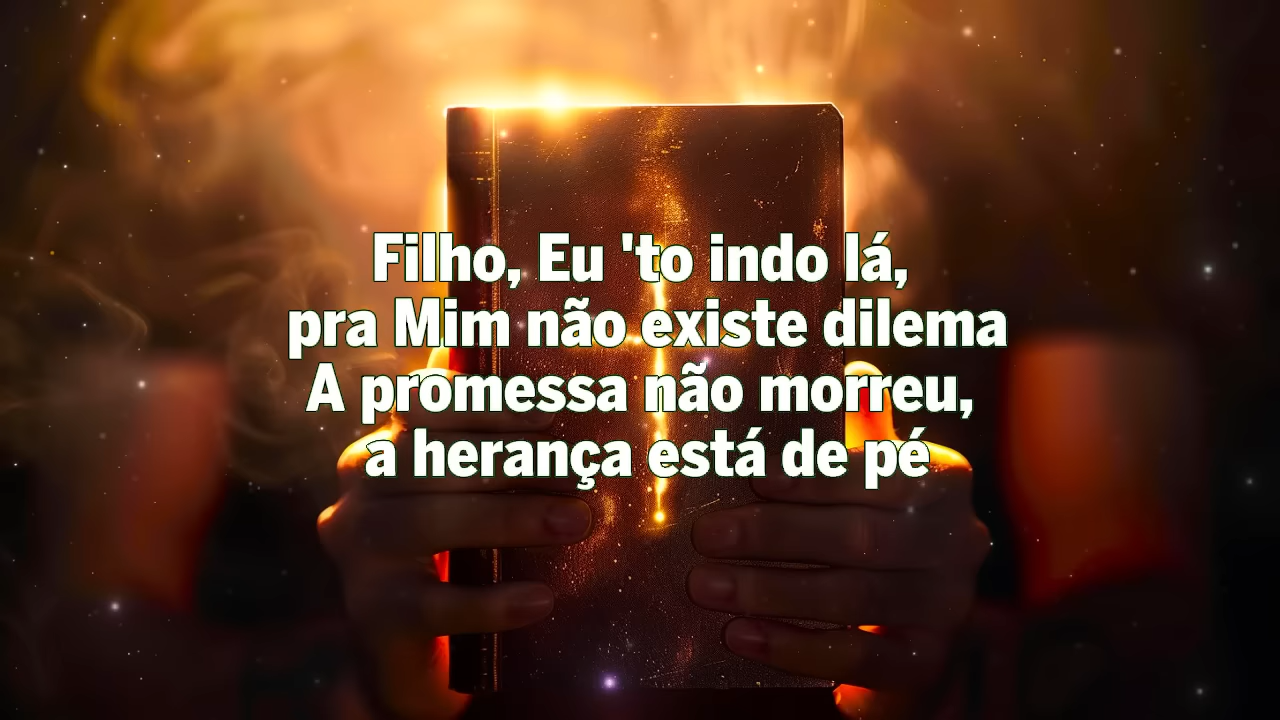 Filho, Eu 'to indo lá,
pra Mim não existe dilema
A promessa não morreu,
a herança está de pé